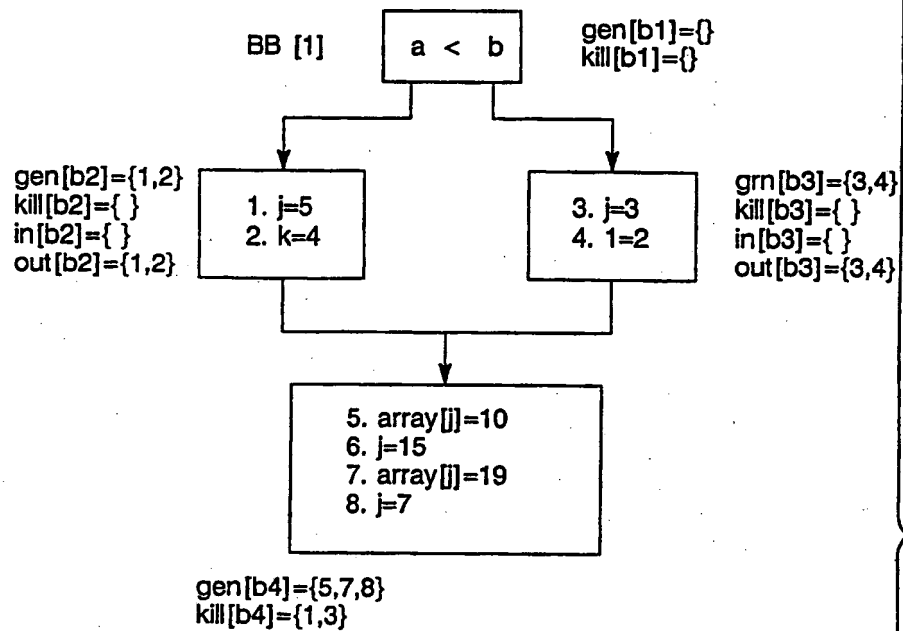 BB [1]
a < b
gen[b1]={}
kill[b1]={}
gen[b2]={1,2}
kill[b2]={ }
in[b2]={ }
out[b2]={1,2}
1. j=5
2. k=4
3. j=3
4. 1=2
grn[b3]={3,4}
kill[b3]={ }
in[b3]={ }
out[b3]={3,4}
5. array[j]=10
6. j=15
7. array[j]=19
8. j=7
gen[b4]={5,7,8}
kill[b4]={1,3}